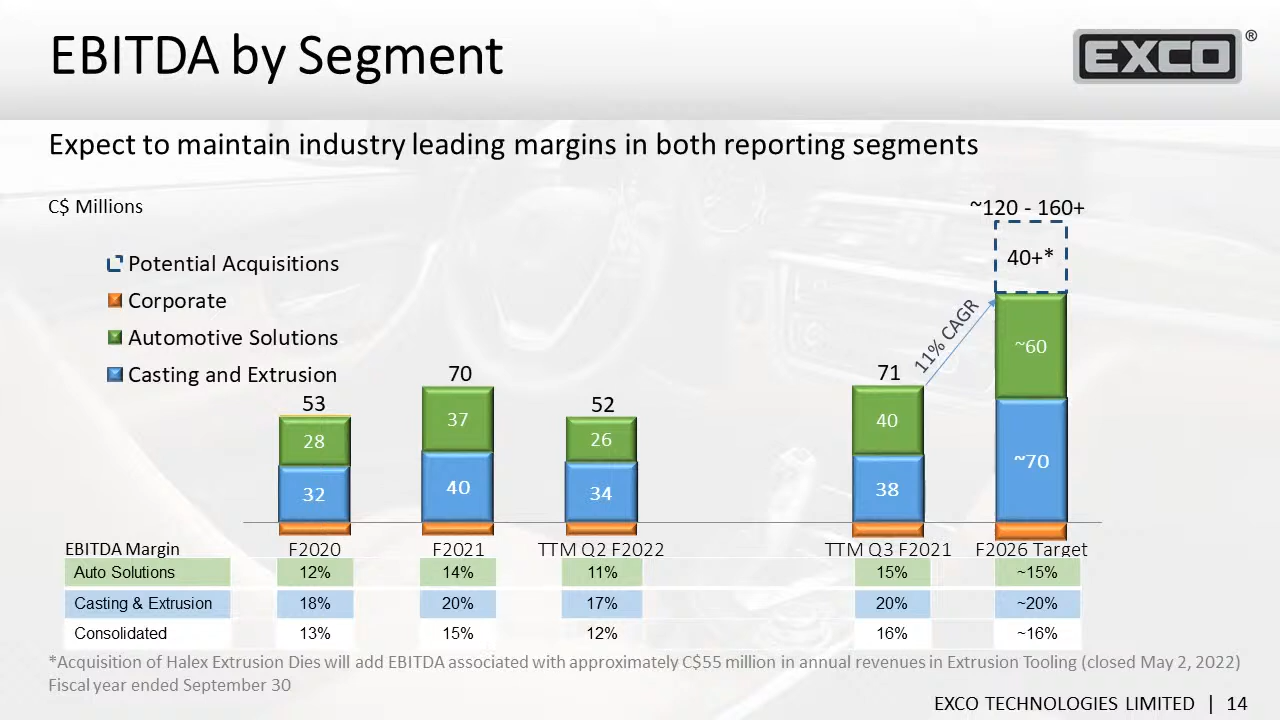 EBITDA by Segment
EXCO®
Expect to maintain industry leading margins in both reporting segments
C$ Millions
~120 - 160+
Potential Acquisitions
40+*
Corporate
Automotive Solutions
Casting and Extrusion
11% CAGR
53
70
52
71
28
37
26
40
~60
32
40
34
38
~70
EBITDA Margin F2020 F2021 TTM Q2 F2022 TTM Q3 F2021 F2026 Target
Auto Solutions 12% 14% 11% 15% ~15%
Casting & Extrusion 18% 20% 17% 20% ~20%
Consolidated 13% 15% 12% 16% ~16%
*Acquisition of Halex Extrusion Dies will add EBITDA associated with approximately C$55 million in annual revenues in Extrusion Tooling (closed May 2, 2022)
Fiscal year ended September 30
EXCO TECHNOLOGIES LIMITED | 14